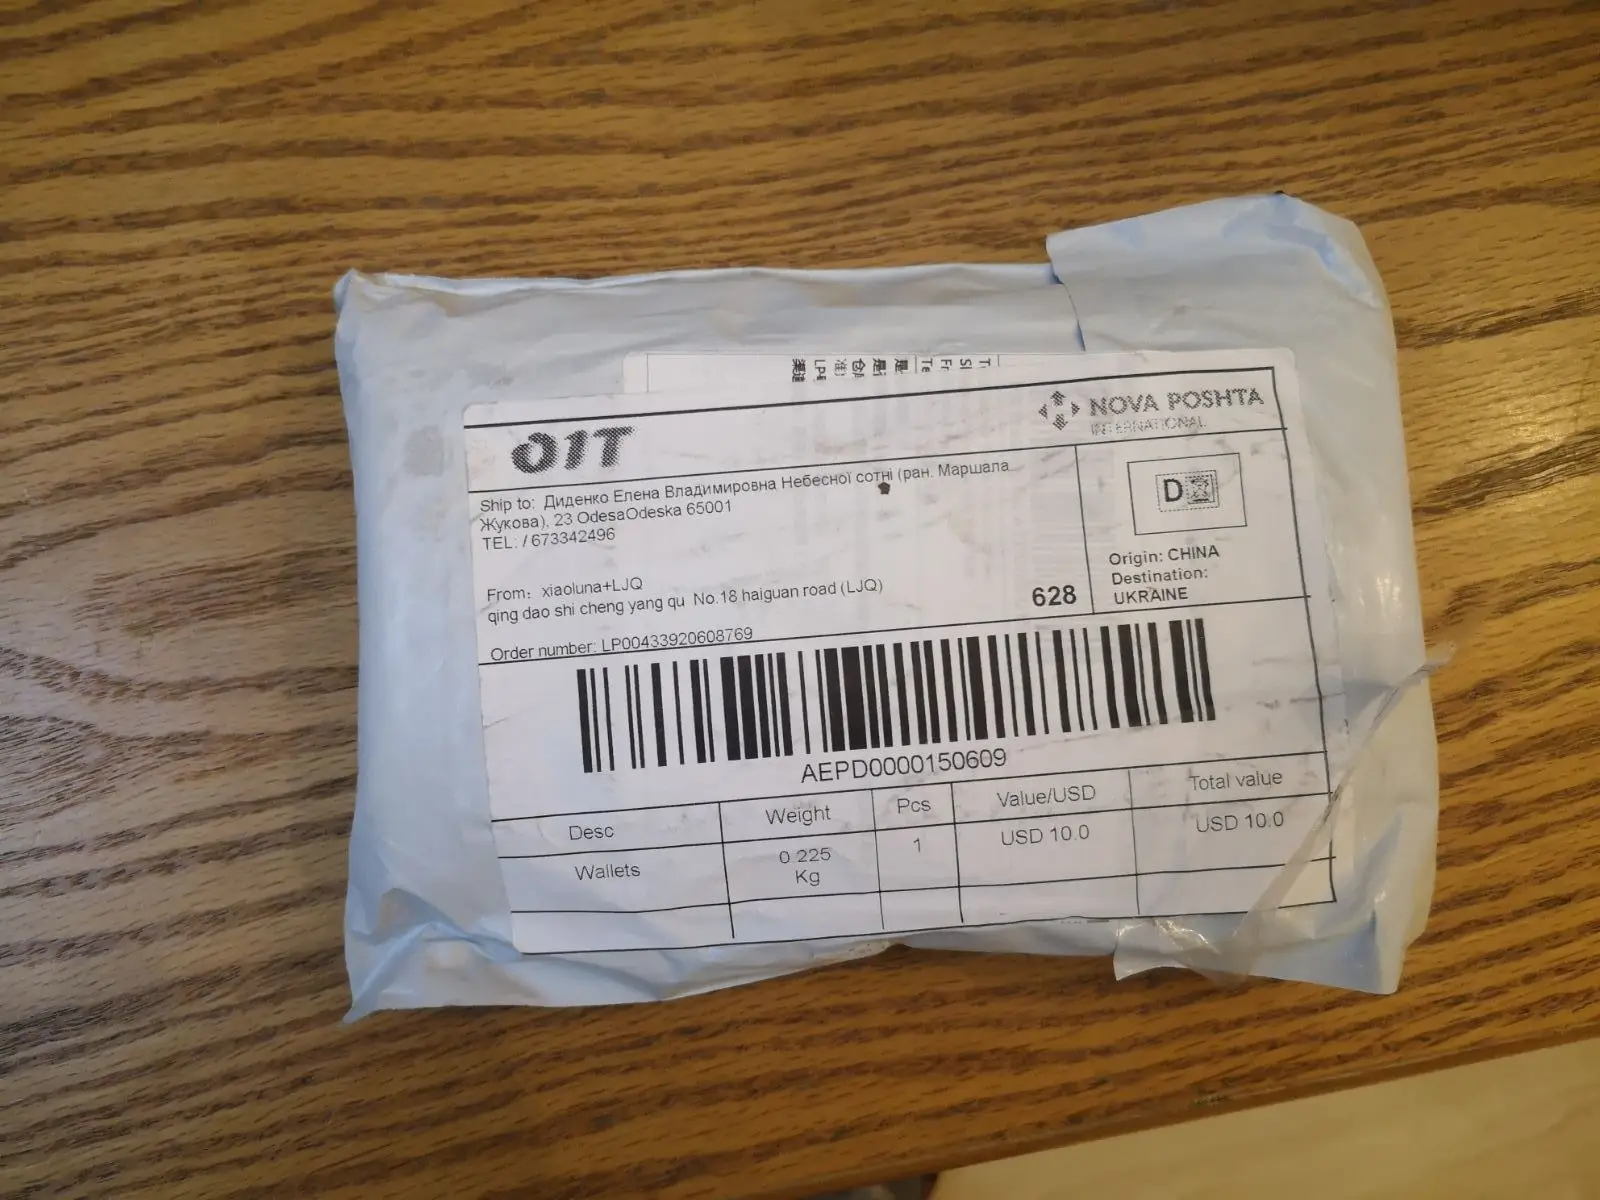 OIT
NOVA POSHTA
INTERNATIONAL
Ship to: Диденко Елена Владимировна Небесної сотні (ран. Маршала
Жукова), 23 OdesaOdeska 65001
TEL: / 673342496
D
From: xiaoluna+LJQ
qing dao shi cheng yang qu No.18 haiguan road (LJQ)
628
Origin: CHINA
Destination:
UKRAINE
Order number: LP00433920608769
AEPD0000150609
Desc Weight Pcs Value/USD Total value
Wallets 0.225 1 USD 10.0 USD 10.0
Kg